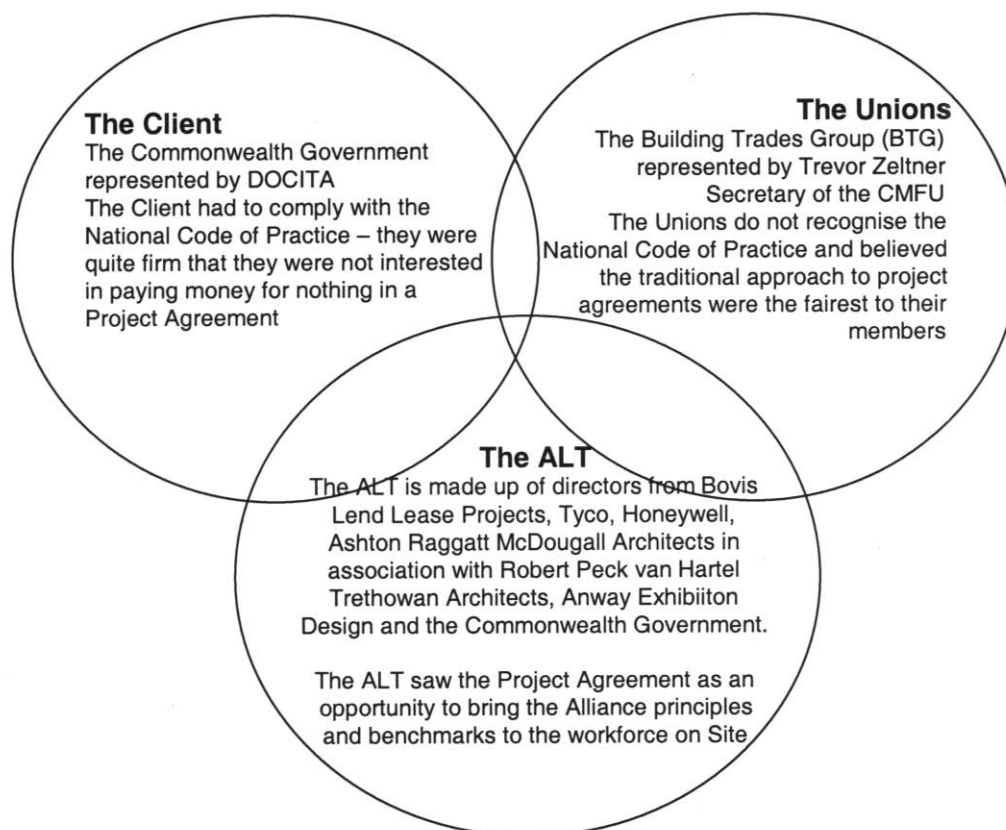 The Client
The Commonwealth Government
represented by DOCITA
The Client had to comply with the
National Code of Practice – they were
quite firm that they were not interested
in paying money for nothing in a
Project Agreement
The Unions
The Building Trades Group (BTG)
represented by Trevor Zeltner
Secretary of the CMFU
The Unions do not recognise the
National Code of Practice and believed
the traditional approach to project
agreements were the fairest to their
members
The ALT
The ALT is made up of directors from Bovis
Lend Lease Projects, Tyco, Honeywell,
Ashton Raggatt McDougall Architects in
association with Robert Peck van Hartel
Trethowan Architects, Anway Exhibiiton
Design and the Commonwealth Government.
The ALT saw the Project Agreement as an
opportunity to bring the Alliance principles
and benchmarks to the workforce on Site